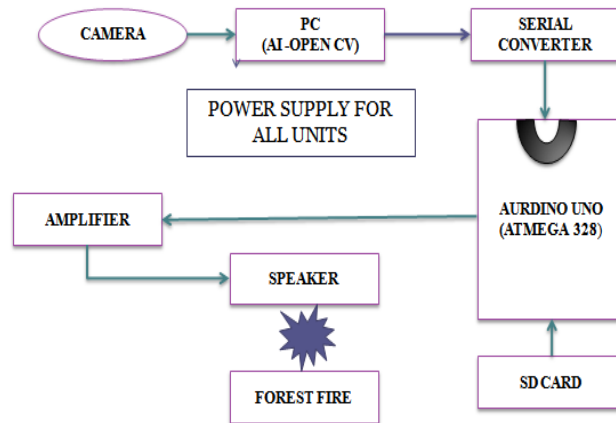 CAMERA
PC
(AI-OPEN CV)
SERIAL
CONVERTER
POWER SUPPLY FOR
ALL UNITS
AURDINO UNO
(ATMEGA 328)
AMPLIFIER
SPEAKER
FOREST FIRE
SD CARD